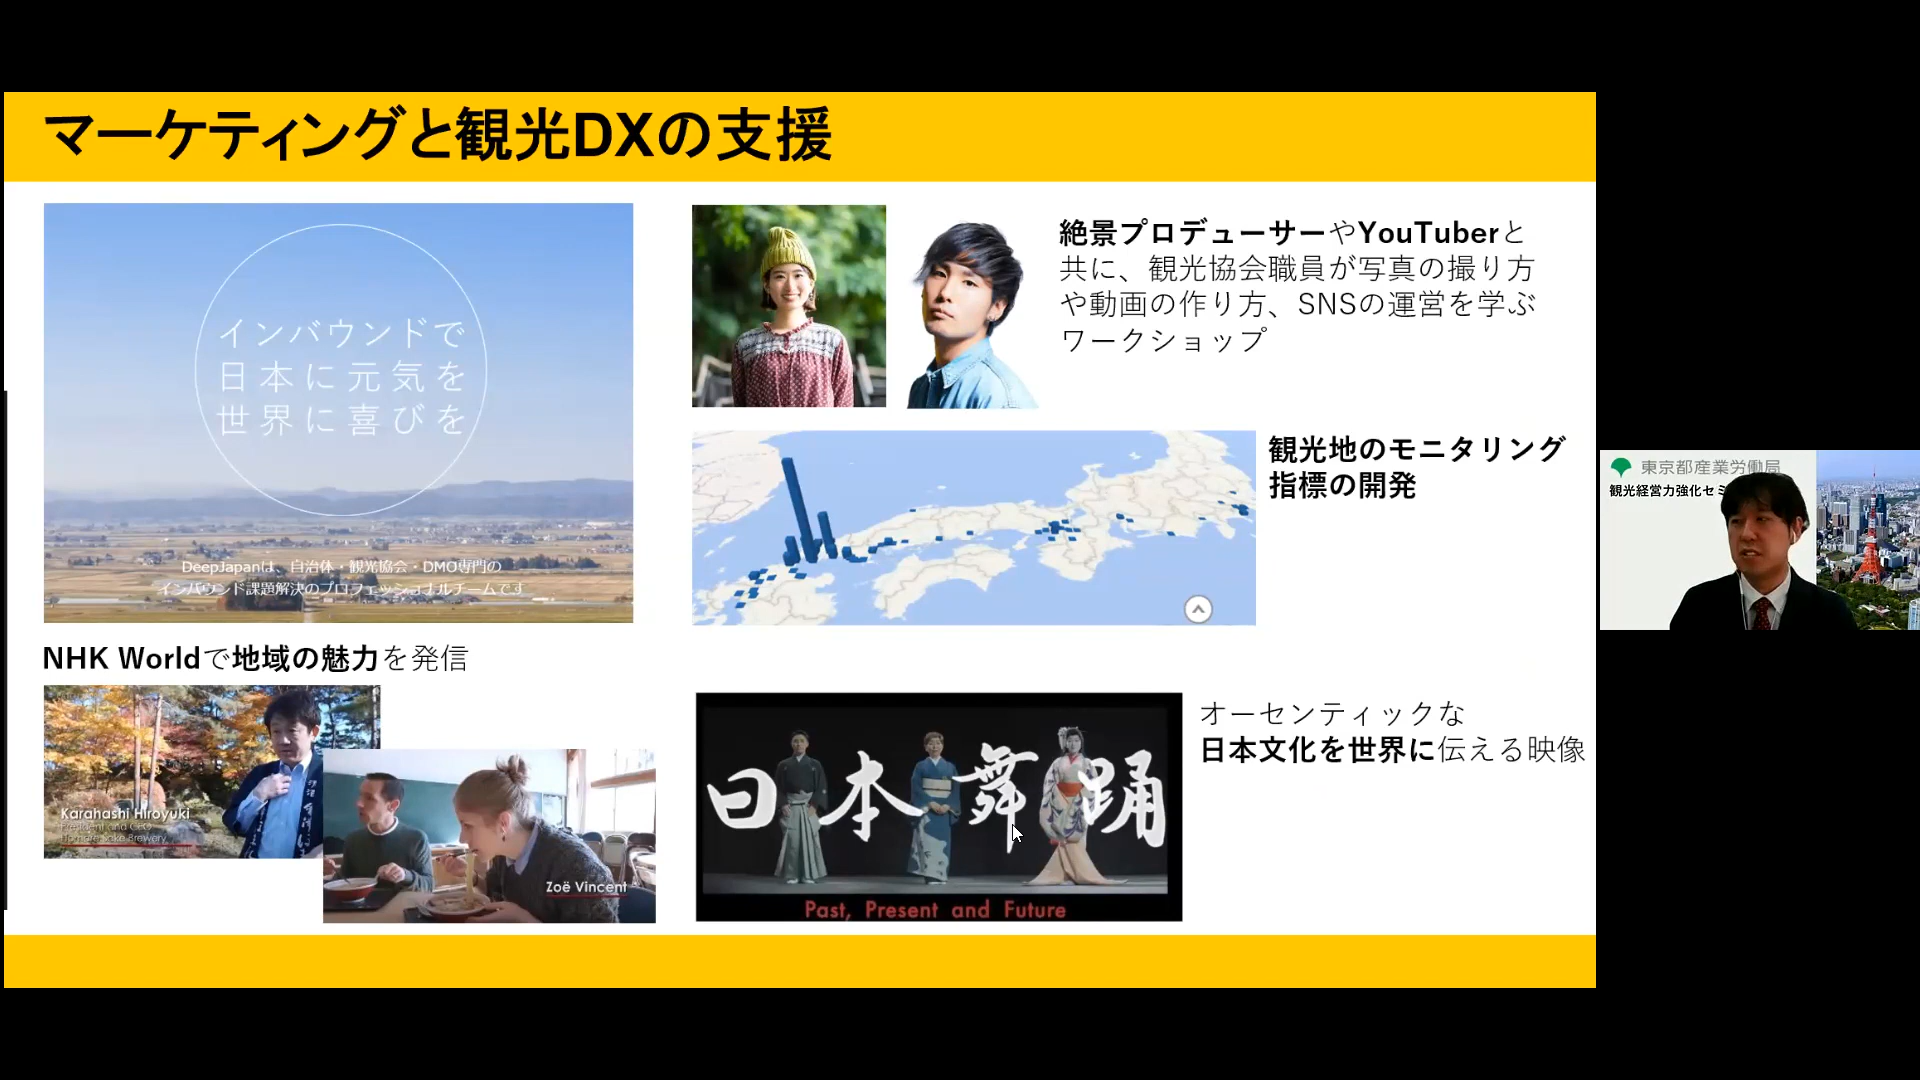 マーケティングと観光DXの支援
インバウンドで
日本に元気を
世界に喜びを
DeepJapanは、自治体・観光協会・DMO専門の
インバウンド課題解決のプロフェッショナルチームです
絶景プロデューサーやYouTuberと
共に、観光協会職員が写真の撮り方
や動画の作り方、SNSの運営を学ぶ
ワークショップ
観光地のモニタリング
指標の開発
NHK Worldで地域の魅力を発信
Karahashi Hiroyuki
President and CEO
Zoë Vincent
日本舞踊
Past, Present and Future
オーセンティックな
日本文化を世界に伝える映像
東京都産業労働局
観光経営力強化セミ